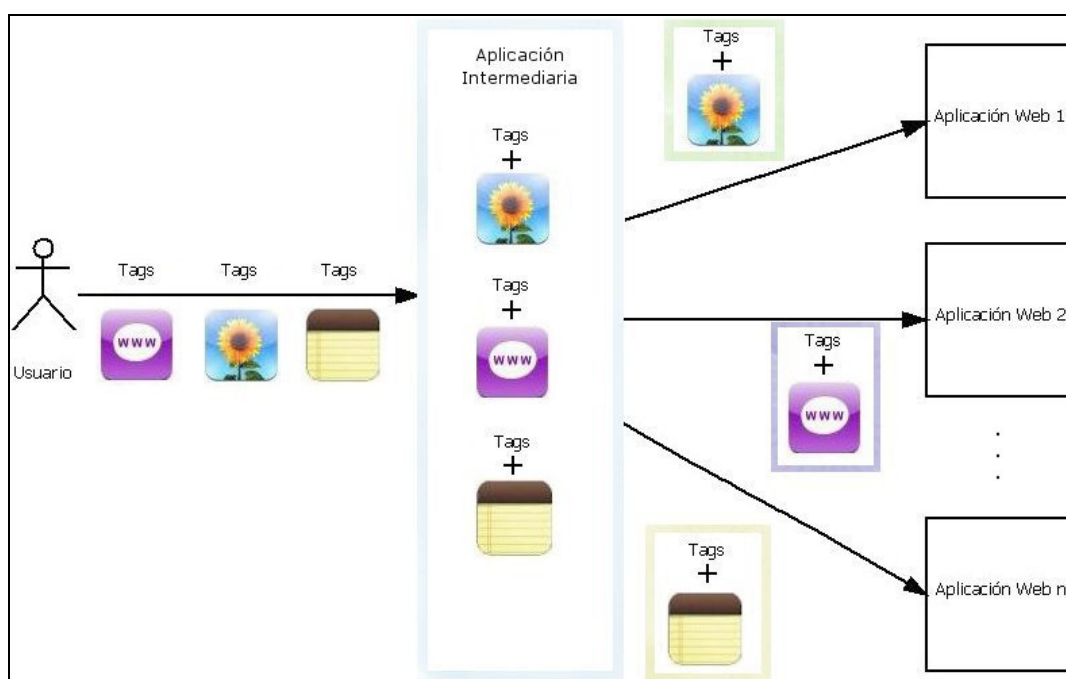 Usuario
Tags
Tags
Tags
www
Aplicación
Intermediaria
Tags
+
Tags
+
www
Tags
+
Tags
+
Tags
+
www
Tags
+
Aplicación Web 1
Aplicación Web 2
.
.
.
Aplicación Web n